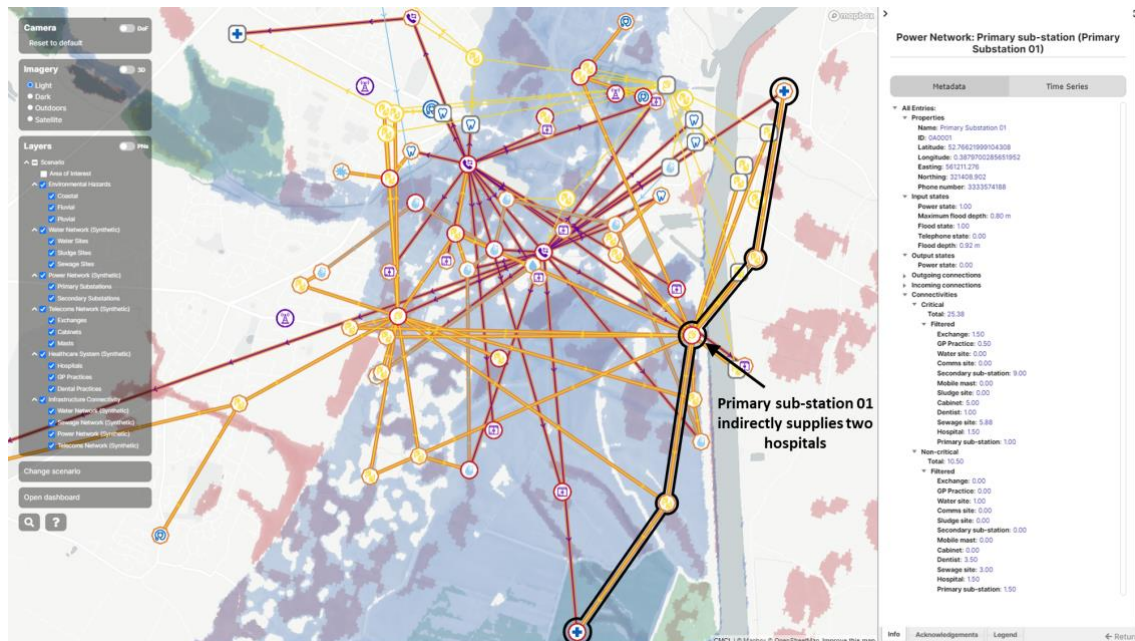 Camera
DoF
Reset to default
Imagery
3D
Light
Dark
Outdoors
Satellite
Layers
Scenario
Area of Interest
Environmental Hazards
Coastal
Fluvial
Pluvial
Water Network (Synthetic)
Water Sites
Sludge Sites
Sewage Sites
Power Network (Synthetic)
Primary Substations
Secondary Substations
Telecoms Network (Synthetic)
Exchanges
Cabinets
Masts
Healthcare System (Synthetic)
Hospitals
GP Practices
Dental Practices
Infrastructure Connectivity
Water Network (Synthetic)
Sewage Network (Synthetic)
Power Network (Synthetic)
Telecoms Network (Synthetic)
Change scenario
Open dashboard
?
mapbox
Primary sub-station 01
indirectly supplies two
hospitals
CMCL | © Mapbox © OpenStreetMap Improve this map
Power Network: Primary sub-station (Primary
Substation 01)
Metadata Time Series
All Entries:
Properties
Name: Primary Substation 01
ID: 0A0001
Latitude: 52.76621999104308
Longitude: 0.3879700285651952
Easting: 561211.276
Northing: 321408.902
Phone number: 3333574188
Input states
Power state: 1.00
Maximum flood depth: 0.80 m
Flood state: 1.00
Telephone state: 0.00
Flood depth: 0.92 m
Output states
Power state: 0.00
Outgoing connections
Incoming connections
Connectivities
Critical
Total: 25.38
Filtered
Exchange: 1.50
GP Practice: 0.50
Water site: 0.00
Comms site: 0.00
Secondary sub-station: 9.00
Mobile mast: 0.00
Sludge site: 0.00
Cabinet: 5.00
Dentist: 1.00
Sewage site: 5.88
Hospital: 1.50
Primary sub-station: 1.00
Non-critical
Total: 10.50
Filtered
Exchange: 0.00
GP Practice: 0.00
Water site: 1.00
Comms site: 0.00
Sludge site: 0.00
Secondary sub-station: 0.00
Mobile mast: 0.00
Cabinet: 0.00
Dentist: 3.50
Sewage site: 3.00
Hospital: 1.50
Primary sub-station: 1.50
Info Acknowledgements Legend